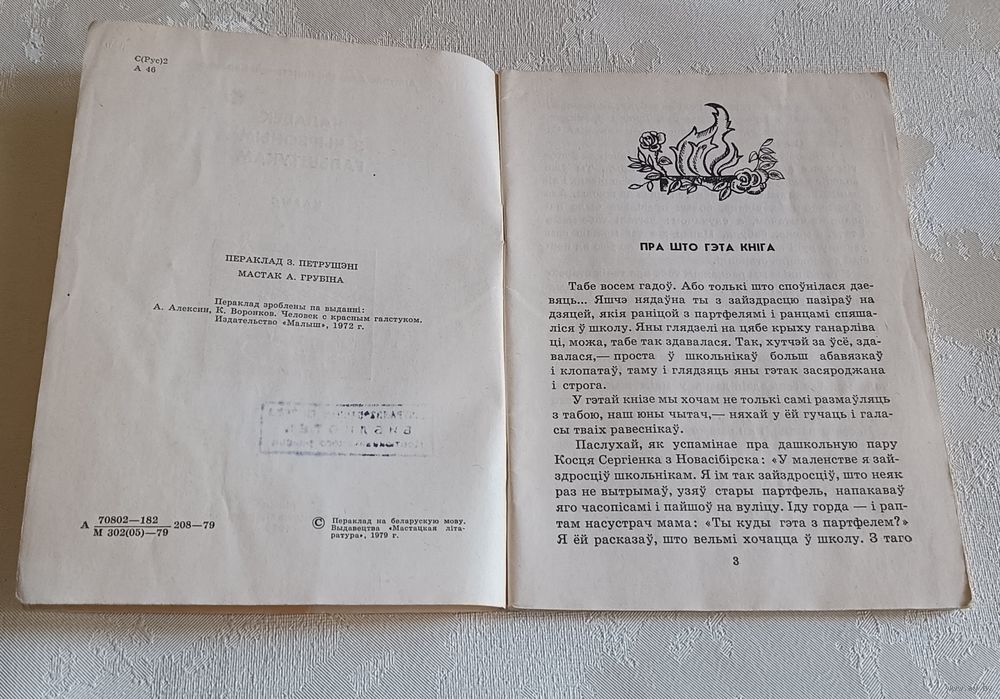 С(Рус)2
А 46
ПЕРАКЛАД З. ПЕТРУШЭНІ
МАСТАК А. ГРУБІНА
Пераклад зроблены па выданні:
А. Алексин, К. Воронков. Человек с красным галстуком.
Издательство «Малыш», 1972 г.
БИБЛИОТЕКА
А 70802—182 208—79
М 302(05)—79
© Пераклад на беларускую мову.
Выдавецтва «Мастацкая літа-
ратура», 1979 г.
ПРА ШТО ГЭТА КНІГА
Табе восем гадоў. Або толькі што споўнілася дзе-
вяць... Яшчэ нядаўна ты з зайздрасцю пазіраў на
дзяцей, якія раніцой з партфелямі і ранцамі спяша-
ліся ў школу. Яны глядзелі на цябе крыху ганарліва
ці, можа, табе так здавалася. Так, хутчэй за ўсё, зда-
валася,— проста ў школьнікаў больш абавязкаў
і клопатаў, таму і глядзяць яны гэтак засяроджана
і строга.
У гэтай кнізе мы хочам не толькі самі размаўляць
з табою, наш юны чытач,— няхай у ёй гучаць і гала-
сы тваіх равеснікаў.
Паслухай, як успамінае пра дашкольную пару
Косця Сергіенка з Новасібірска: «У маленстве я зай-
здросціў школьнікам. Я ім так зайздросціў, што неяк
раз не вытрымаў, узяў стары партфель, напакаваў
яго часопісамі і пайшоў на вуліцу. Іду горда — і рап-
там насустрач мама: «Ты куды гэта з партфелем?»
Я ёй расказаў, што вельмі хочацца ў школу. З таго
3